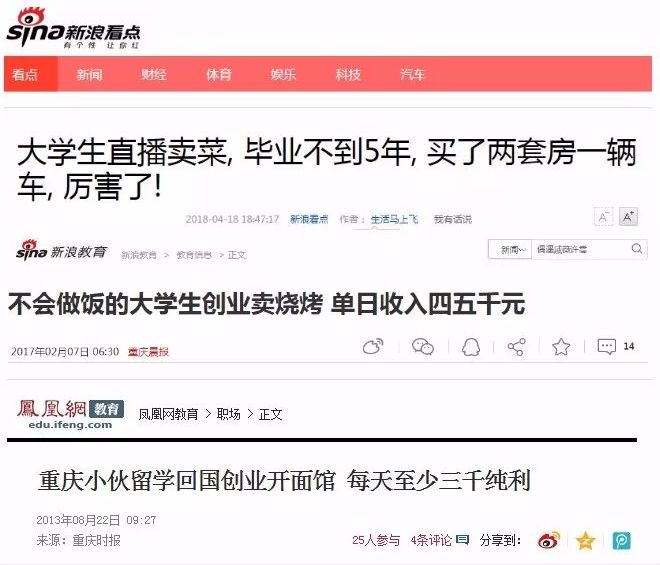 sina新浪看点
有个性 让你红
看点 新闻 财经 体育 娱乐 科技 汽车
大学生直播卖菜, 毕业不到5年, 买了两套房一辆
车, 厉害了!
2018-04-18 18:47:17 新浪看点 作者: 生活马上飞 我有话说 A- A+
sina 新浪教育 新浪教育 > 教育信息 > 正文 新闻 偶遇戚薇许雪
不会做饭的大学生创业卖烧烤 单日收入四五千元
2017年02月07日 06:30 重庆晨报 14
鳳凰網 教育 凤凰网教育 > 职场 > 正文
edu.ifeng.com
重庆小伙留学回国创业开面馆 每天至少三千纯利
2013年08月22日 09:27
来源: 重庆时报 25人参与 4条评论 分享到: